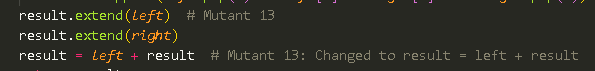 result.extend(left)  # Mutant 13
result.extend(right)
result = left + result  # Mutant 13: Changed to result = left + result